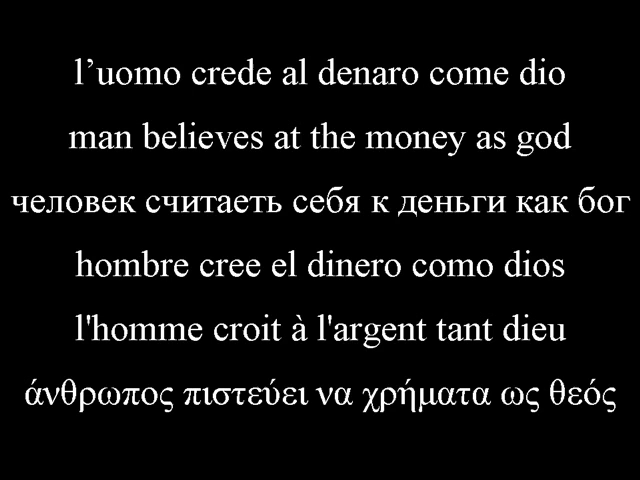 l’uomo crede al denaro come dio
man believes at the money as god
человек считаеть себя к деньги как бог
hombre cree el dinero como dios
l'homme croit à l'argent tant dieu
άνθρωπος πιστεύει να χρήματα ως θεός